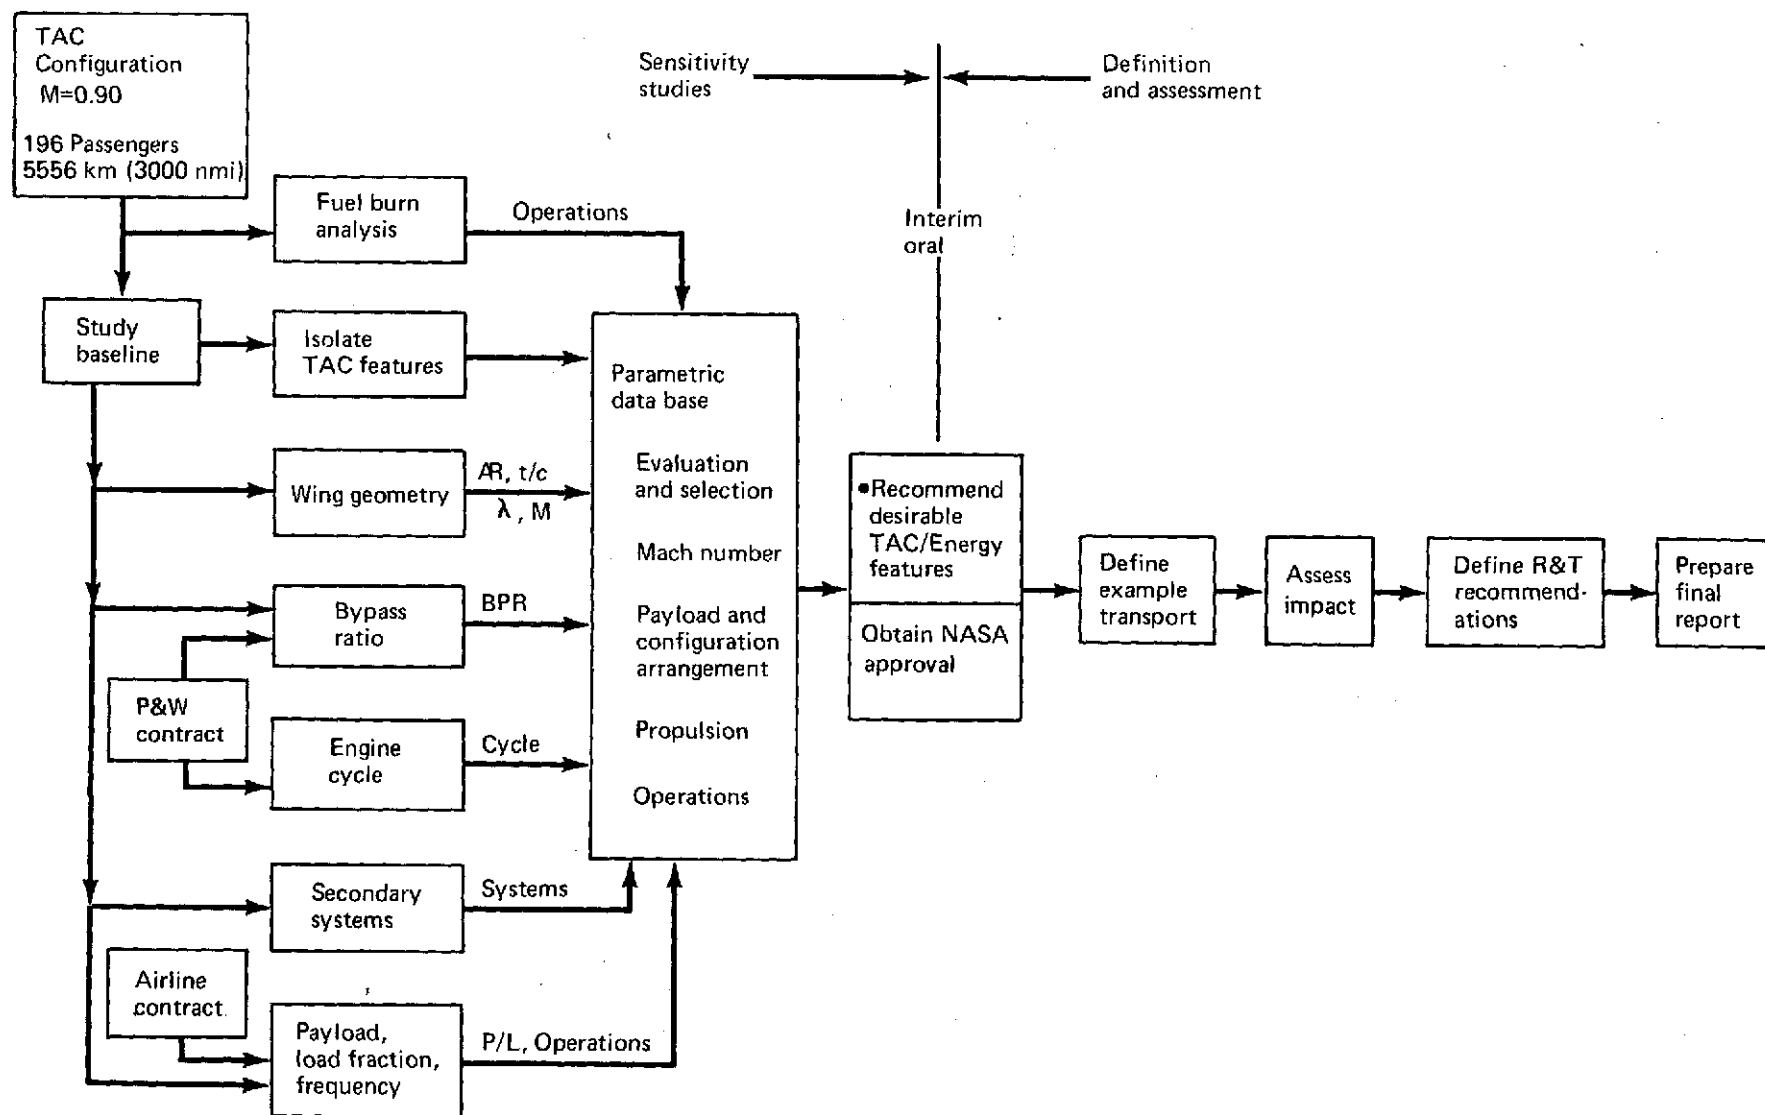 TAC
Configuration
M=0.90
196 Passengers
5556 km (3000 nmi)
Sensitivity
studies
Definition
and assessment
Fuel burn
analysis
Operations
Interim
oral
Study
baseline
Isolate
TAC features
Wing geometry
AR, t/c
λ, M
Bypass
ratio
BPR
P&W
contract
Engine
cycle
Cycle
Secondary
systems
Systems
Airline
contract
Payload,
load fraction,
frequency
P/L, Operations
Parametric
data base
Evaluation
and selection
Mach number
Payload and
configuration
arrangement
Propulsion
Operations
•Recommend
desirable
TAC/Energy
features
Obtain NASA
approval
Define
example
transport
Assess
impact
Define R&T
recommend-
ations
Prepare
final
report